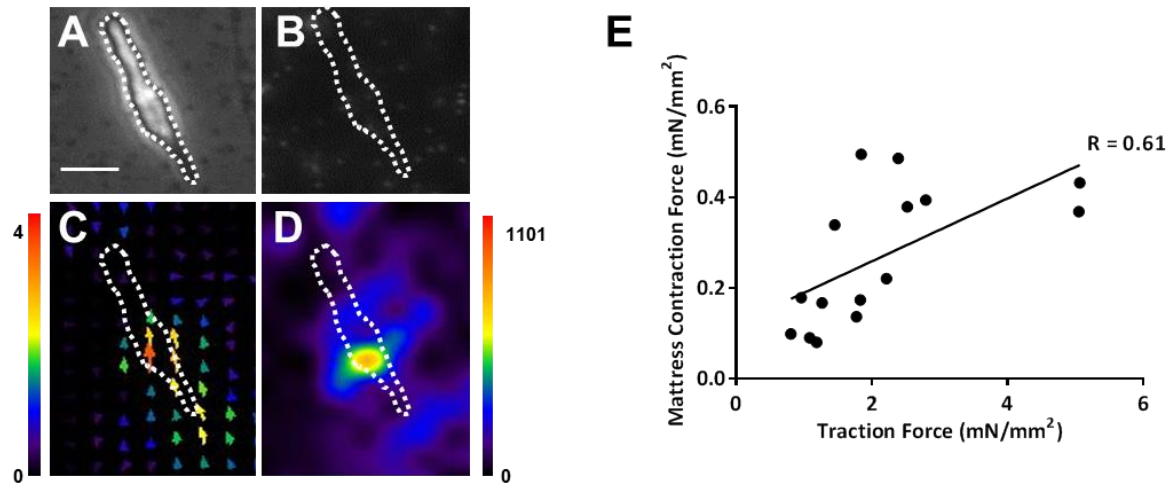 A
B
C
D
4
0
1101
0
E
Mattress Contraction Force (mN/mm²)
0.6
0.4
0.2
0.0
R = 0.61
0
2
4
6
Traction Force (mN/mm²)